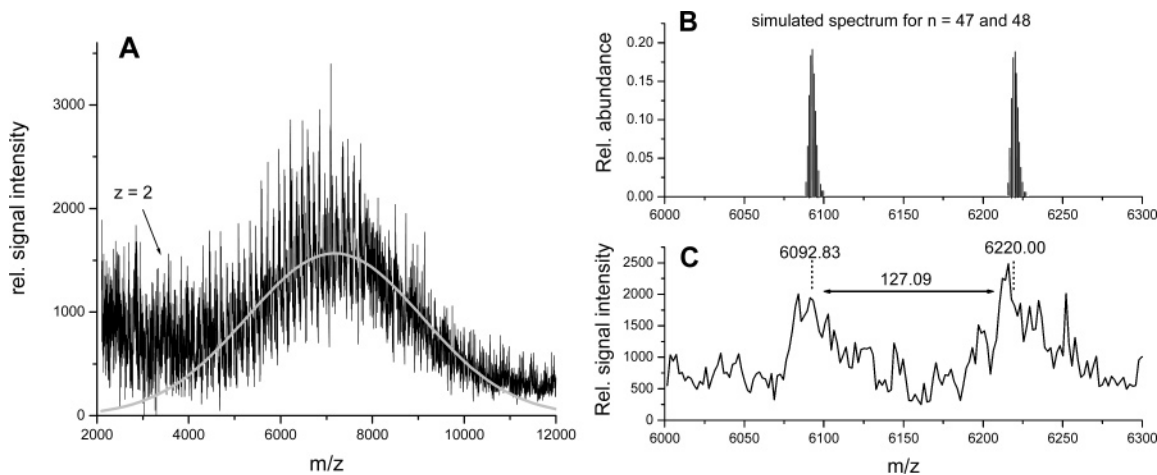 A
rel. signal intensity
3000
2000
1000
0
z = 2
2000 4000 6000 8000 10000 12000
m/z
B
simulated spectrum for n = 47 and 48
Rel. abundance
0.20
0.15
0.10
0.05
0.00
6000 6050 6100 6150 6200 6250 6300
C
6092.83 6220.00
127.09
Rel. signal intensity
2500
2000
1500
1000
500
0
6000 6050 6100 6150 6200 6250 6300
m/z